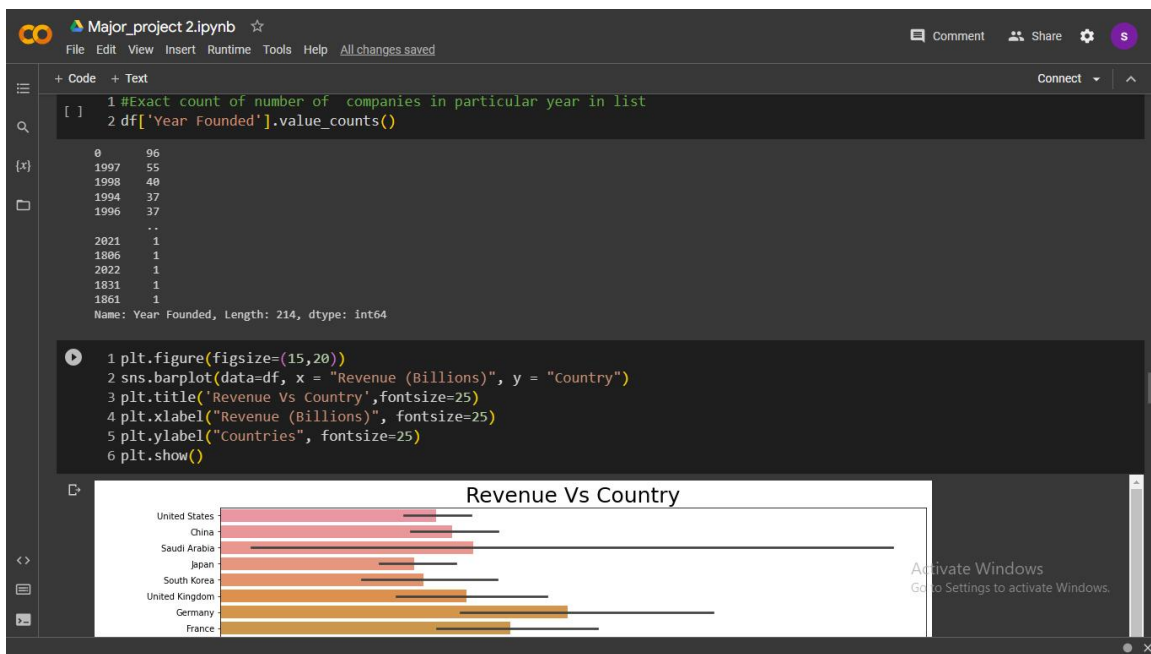 CO Major_project 2.ipynb ☆
File Edit View Insert Runtime Tools Help All changes saved
Comment Share S
+ Code + Text Connect
[ ] 1 #Exact count of number of  companies in particular year in list
2 df['Year Founded'].value_counts()
{x}
0 96
1997 55
1998 40
1994 37
1996 37
..
2021 1
1806 1
2022 1
1831 1
1861 1
Name: Year Founded, Length: 214, dtype: int64
1 plt.figure(figsize=(15,20))
2 sns.barplot(data=df, x = "Revenue (Billions)", y = "Country")
3 plt.title('Revenue Vs Country',fontsize=25)
4 plt.xlabel("Revenue (Billions)", fontsize=25)
5 plt.ylabel("Countries", fontsize=25)
6 plt.show()
Revenue Vs Country
United States
China
Saudi Arabia
Japan
South Korea
United Kingdom
Germany
France
Activate Windows
Go to Settings to activate Windows.